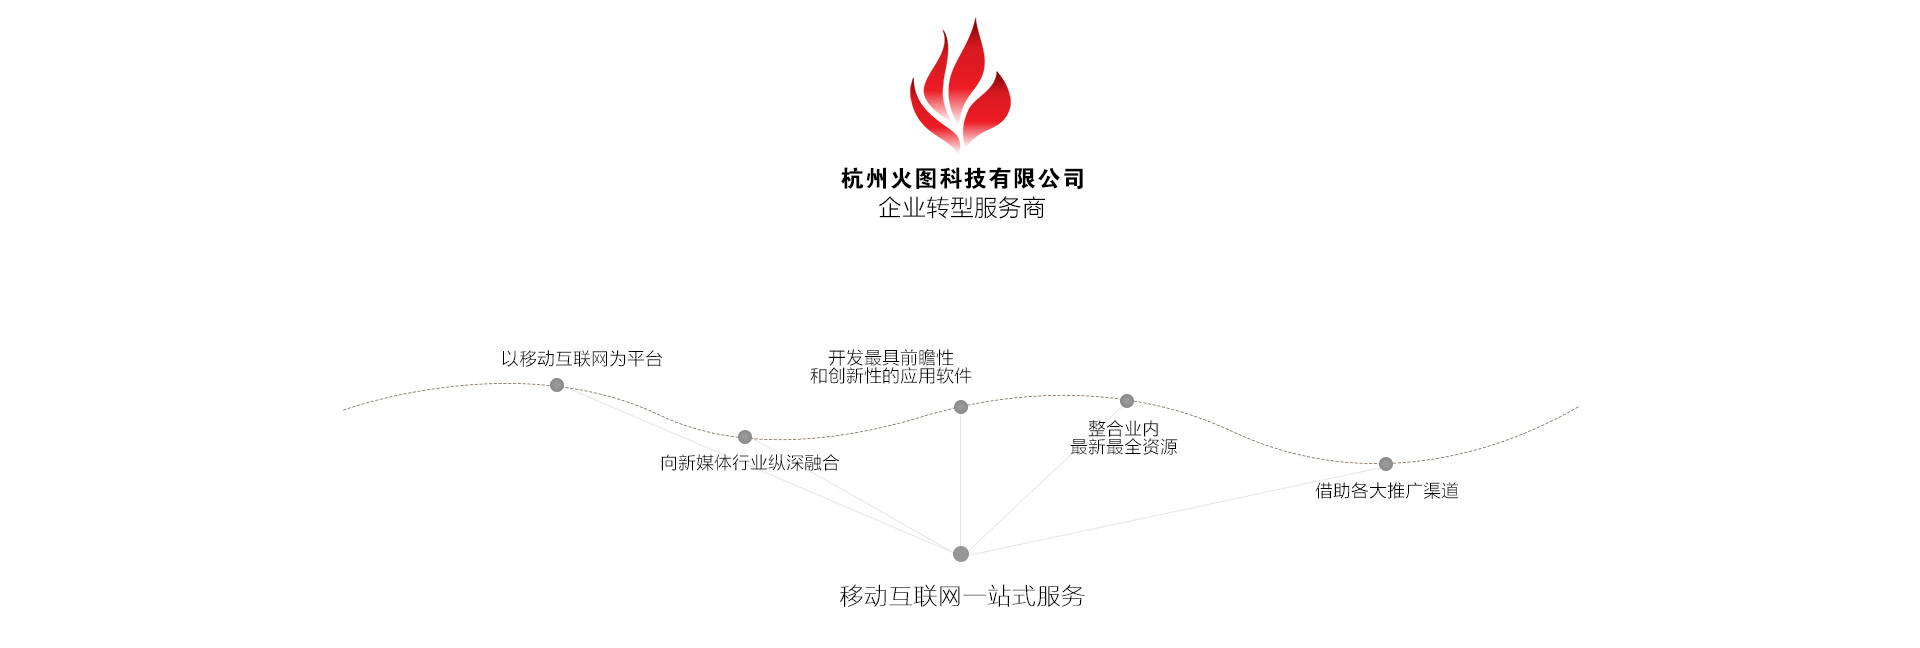 杭州火图科技有限公司
企业转型服务商
以移动互联网为平台
开发最具前瞻性
和创新性的应用软件
整合业内
最新最全资源
向新媒体行业纵深融合
借助各大推广渠道
移动互联网一站式服务